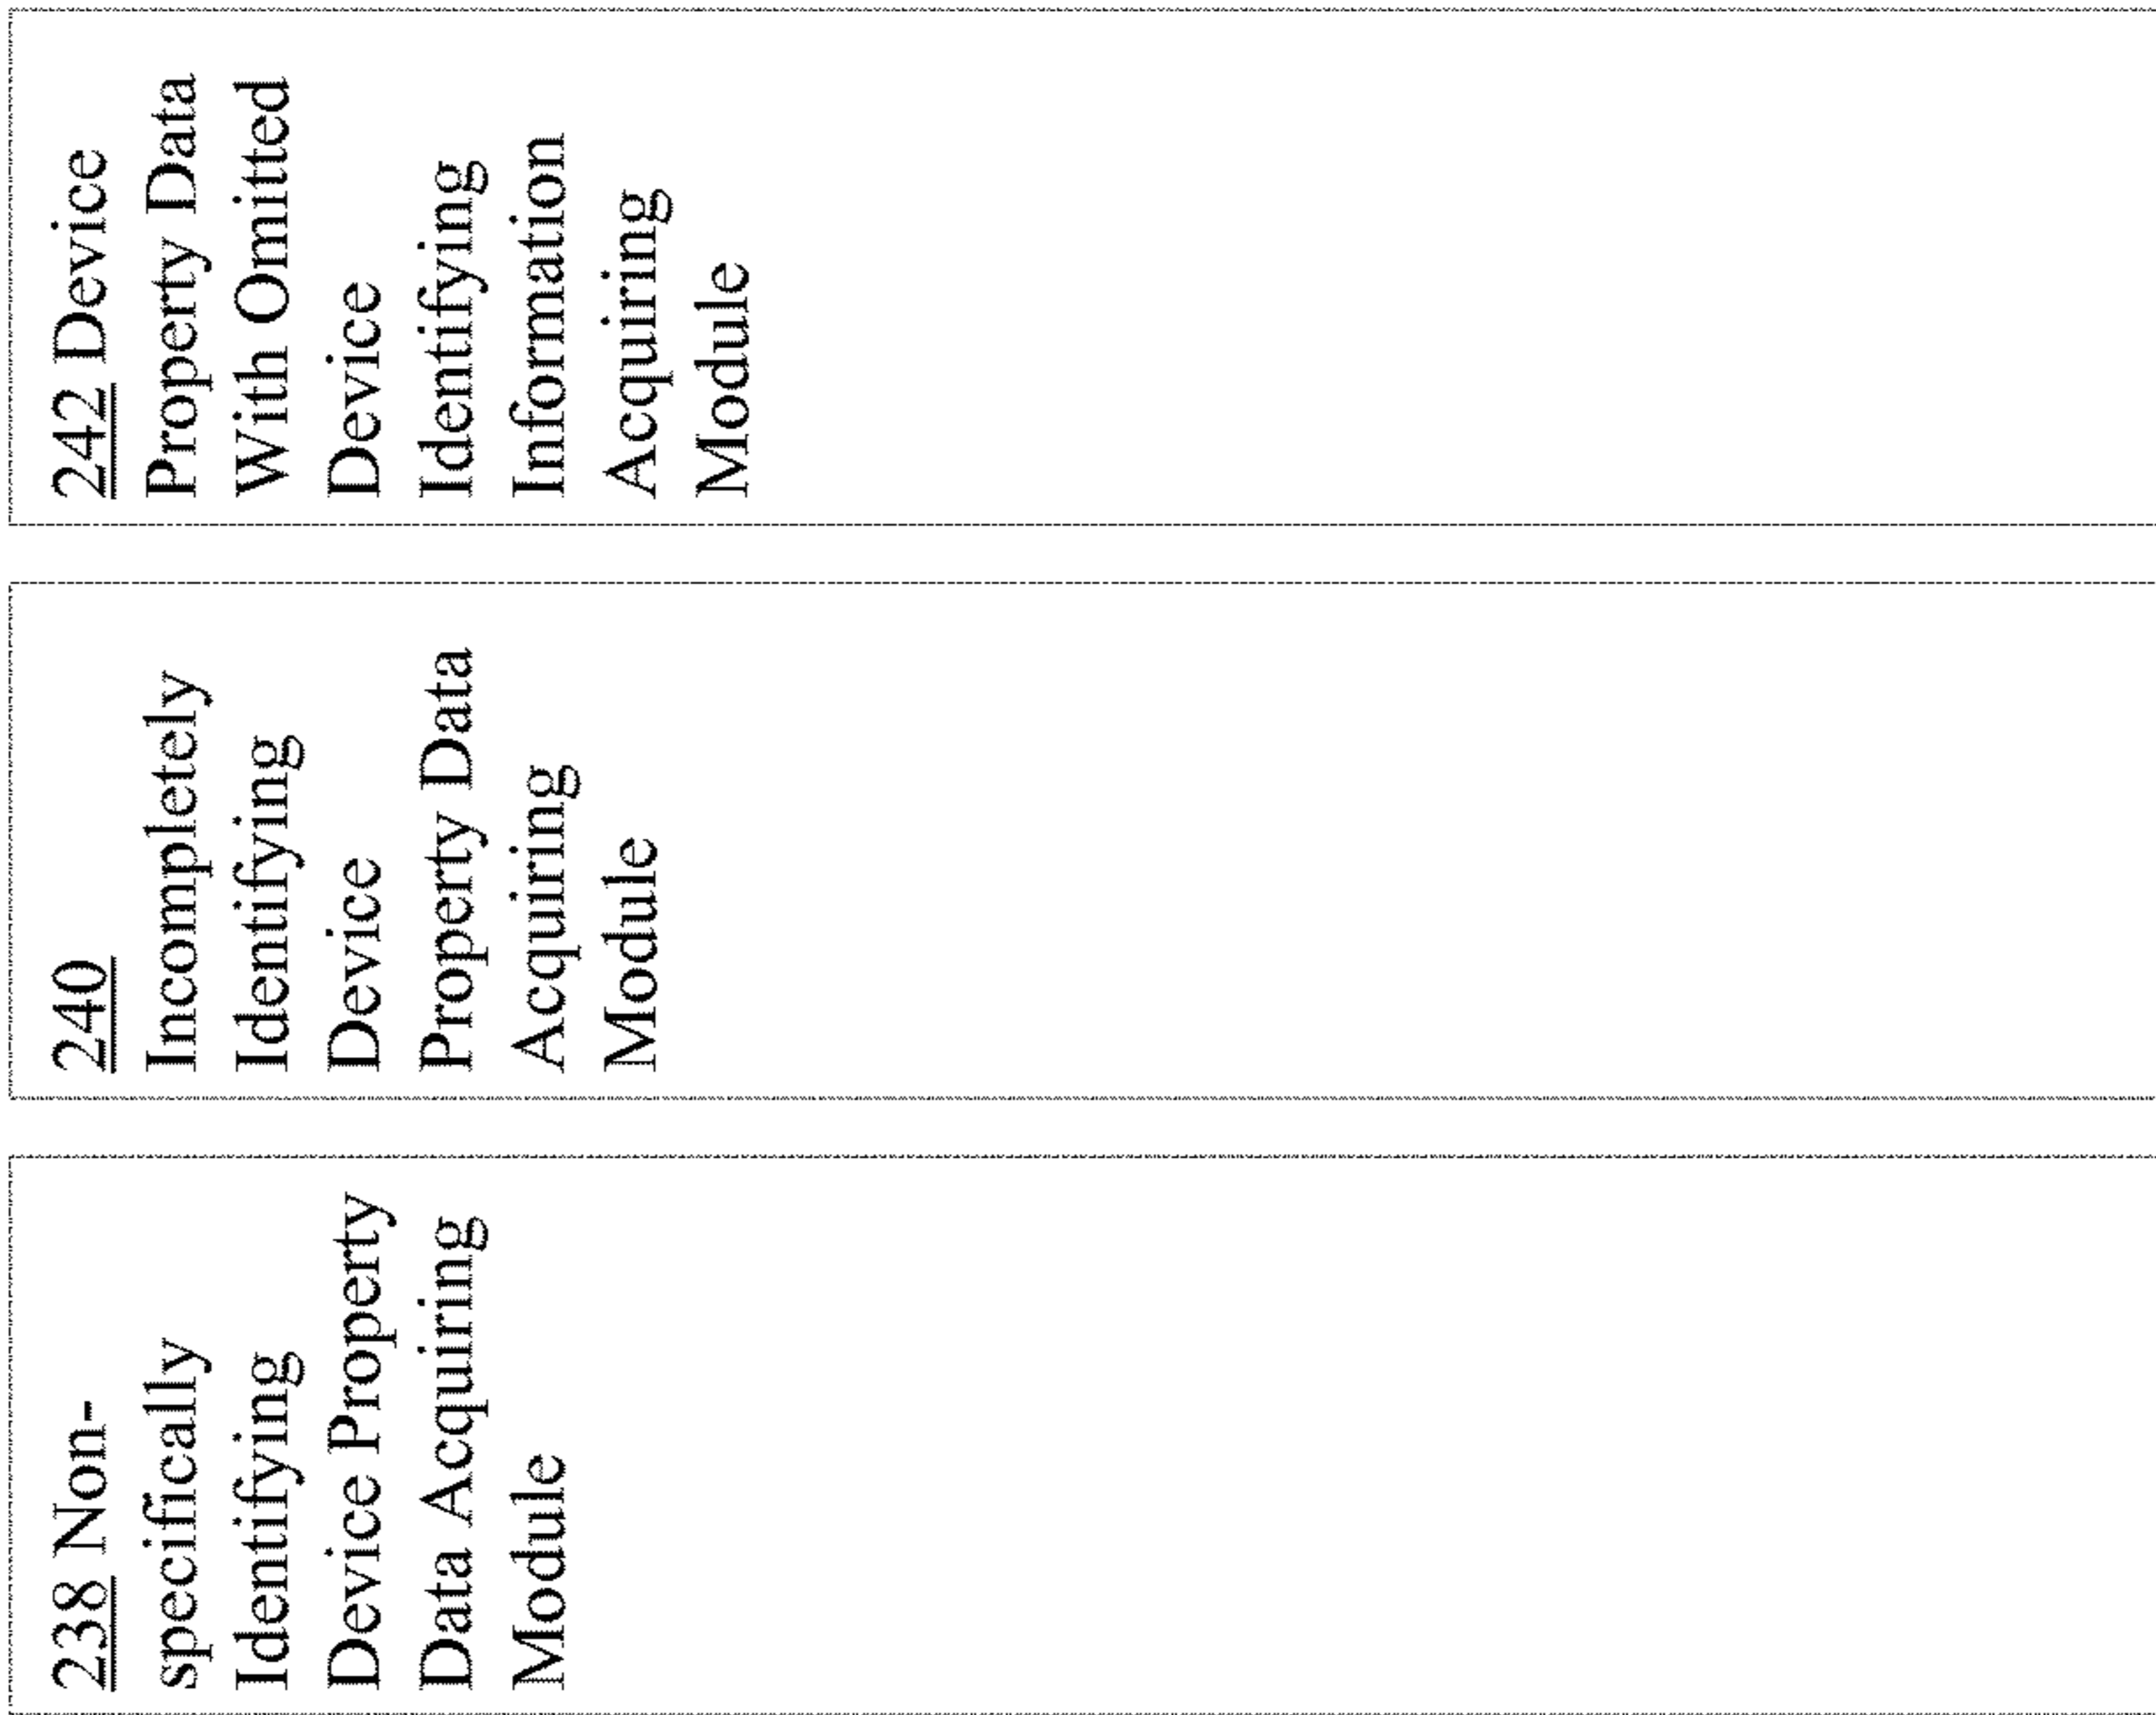 238 Non-
specifically
Identifying
Device Property
Data Acquiring
Module
240
Incompletely
Identifying
Device
Property Data
Acquiring
Module
242 Device
Property Data
With Omitted
Device
Identifying
Information
Acquiring
Module